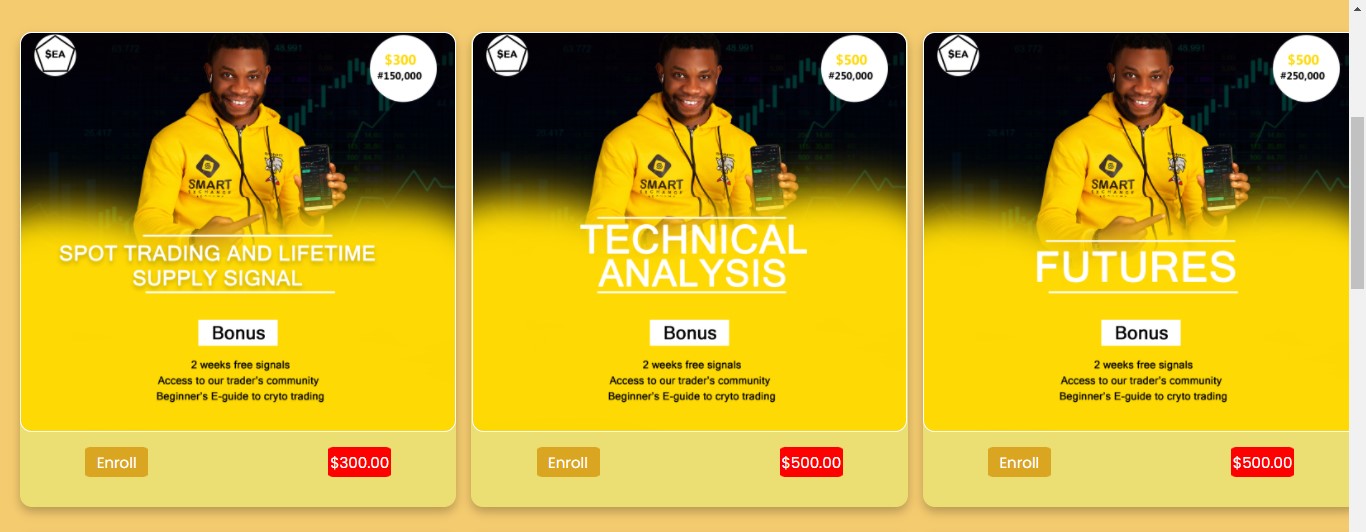 $EA
$300
#150,000
SMART
EXCHANGE
SPOT TRADING AND LIFETIME
SUPPLY SIGNAL
Bonus
2 weeks free signals
Access to our trader's community
Beginner's E-guide to cryto trading
Enroll
$300.00
$EA
$500
#250,000
SMART
EXCHANGE
TECHNICAL
ANALYSIS
Bonus
2 weeks free signals
Access to our trader's community
Beginner's E-guide to cryto trading
Enroll
$500.00
$EA
$500
#250,000
SMART
EXCHANGE
FUTURES
Bonus
2 weeks free signals
Access to our trader's community
Beginner's E-guide to cryto trading
Enroll
$500.00